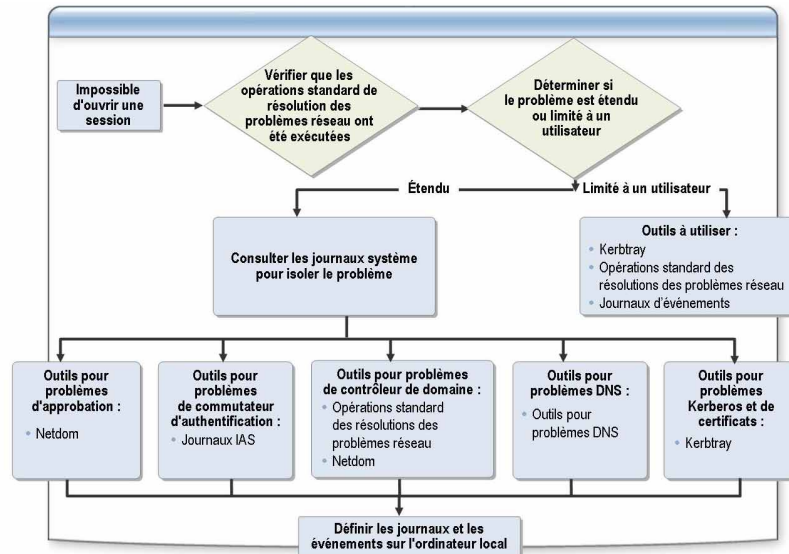 Impossible
d'ouvrir une
session
Vérifier que les
opérations standard de
résolution des
problèmes réseau ont
été exécutées
Déterminer si
le problème est étendu
ou limité à un
utilisateur
Étendu
Limité à un utilisateur
Consulter les journaux système
pour isoler le problème
Outils à utiliser :
• Kerbtray
• Opérations standard des
résolutions des problèmes réseau
• Journaux d'événements
Outils pour
problèmes
d'approbation :
• Netdom
Outils pour
problèmes
de commutateur
d'authentification :
• Journaux IAS
Outils pour problèmes
de contrôleur de domaine :
• Opérations standard
des résolutions des
problèmes réseau
• Netdom
Outils pour
problèmes DNS :
• Outils pour
problèmes DNS
Outils pour
problèmes
Kerberos et de
certificats :
• Kerbtray
Définir les journaux et les
événements sur l'ordinateur local